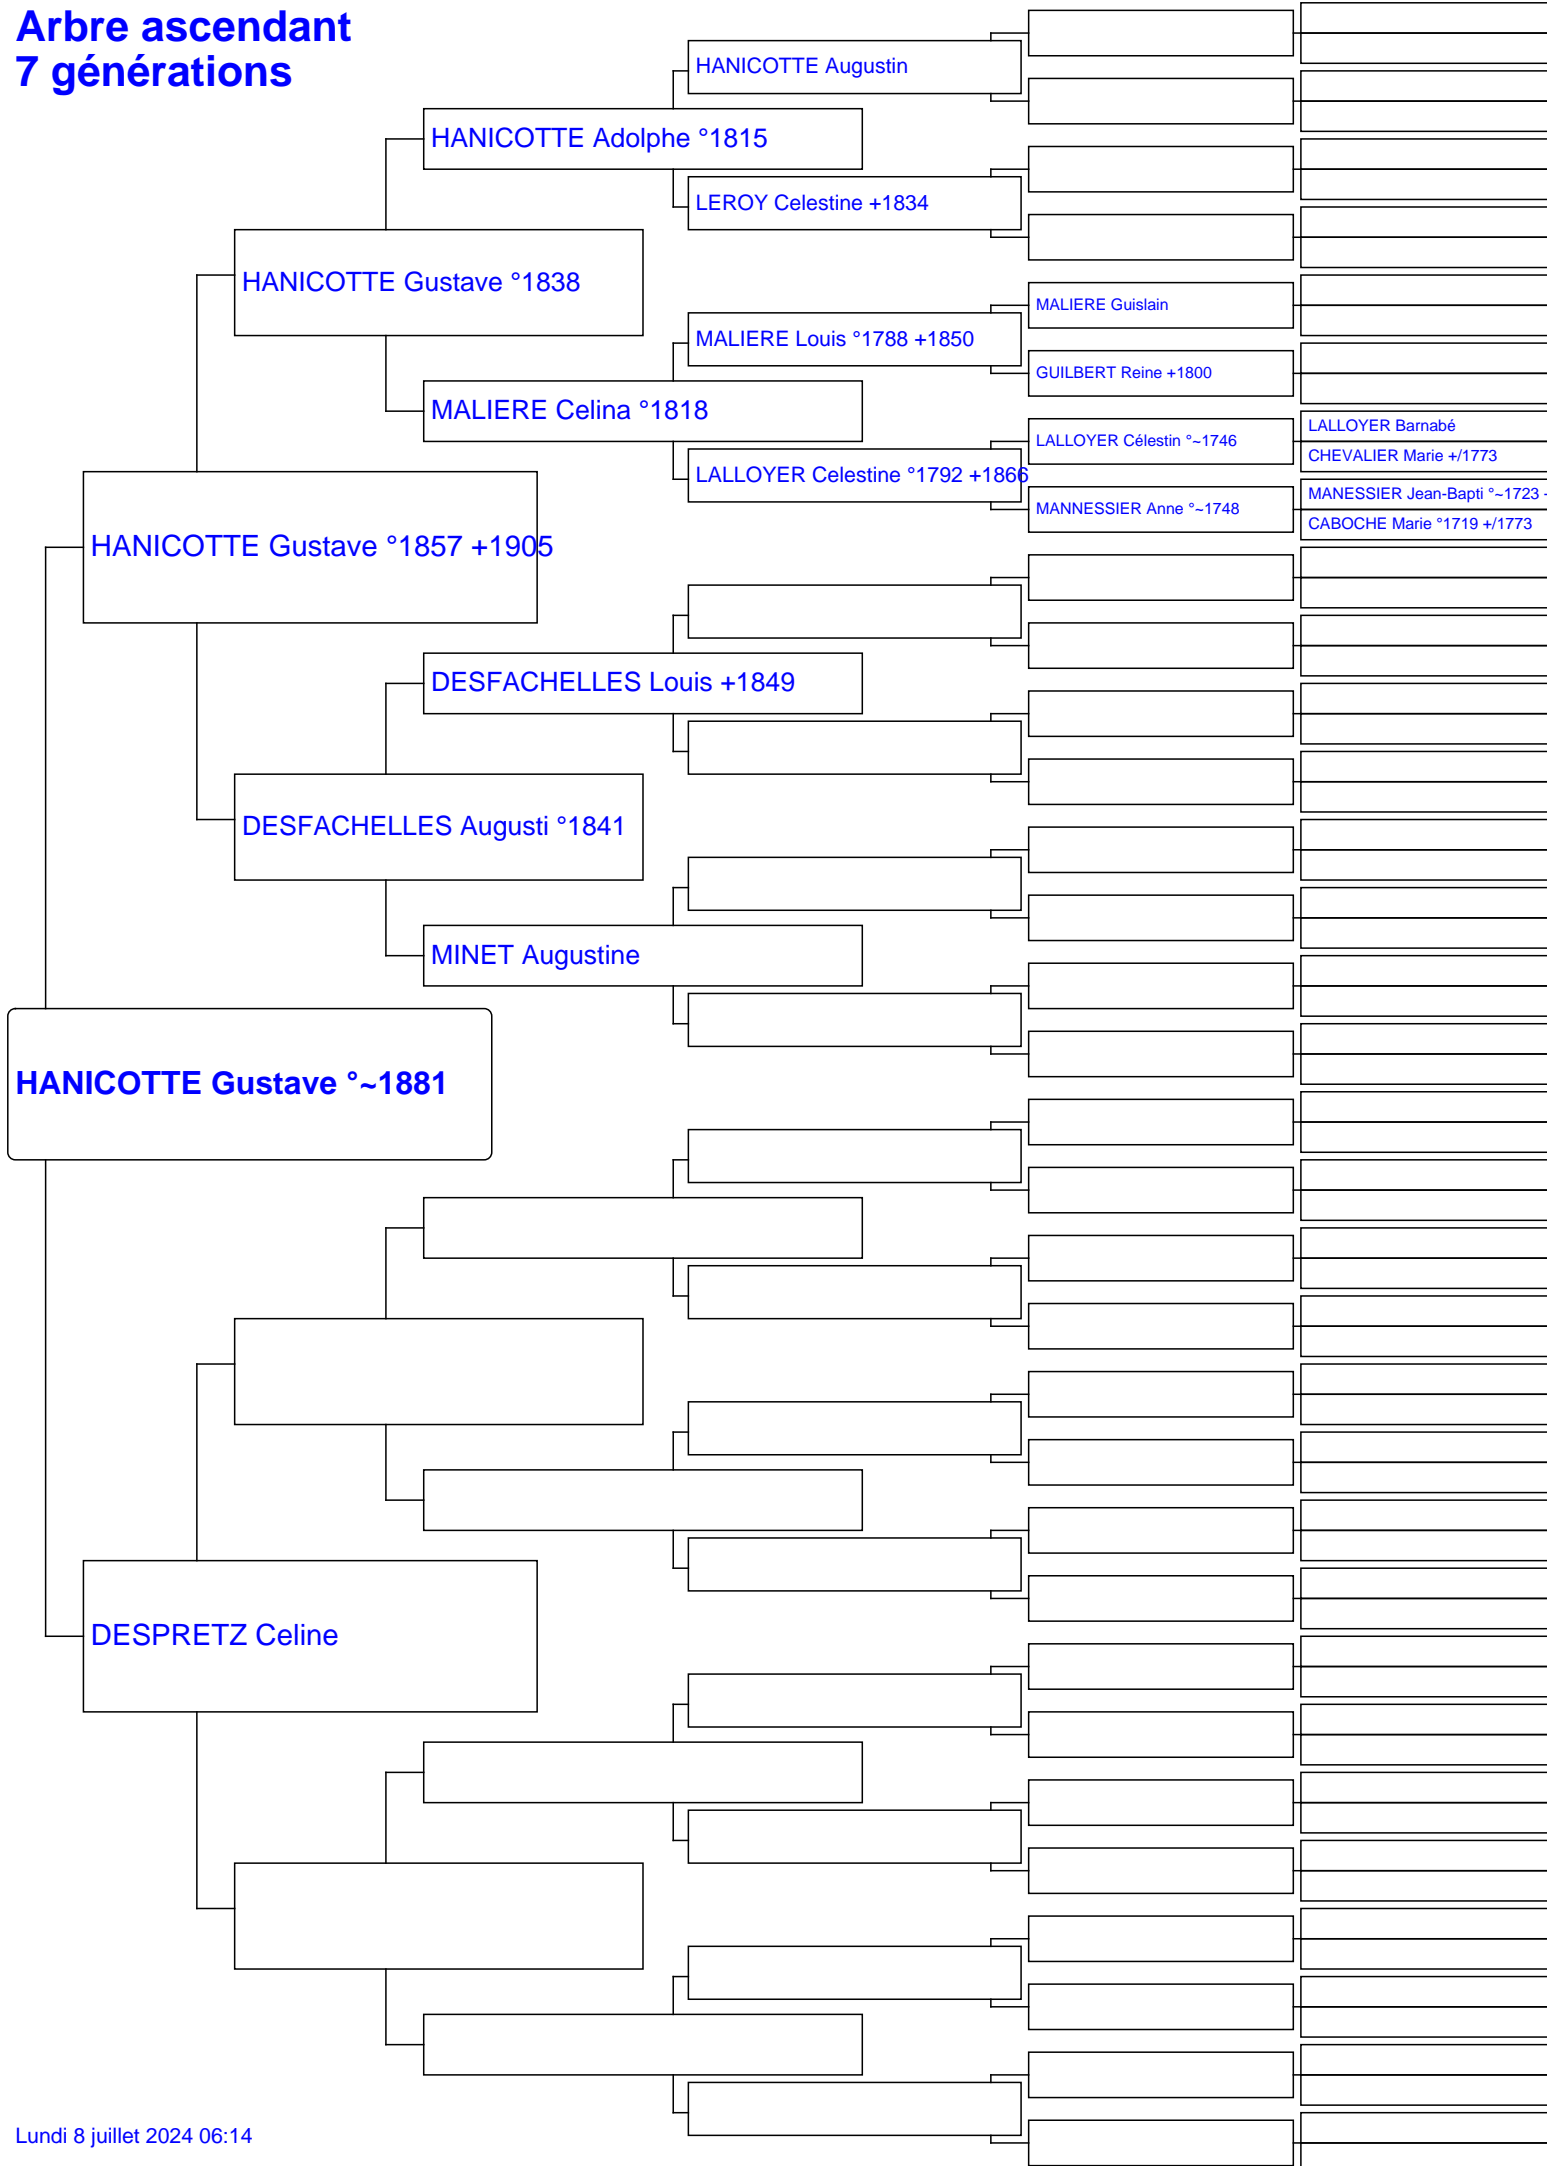 Arbre ascendant
7 générations
HANICOTTE Augustin
HANICOTTE Adolphe °1815
LEROY Celestine +1834
HANICOTTE Gustave °1838
MALIERE Guislain
MALIERE Louis °1788 +1850
GUILBERT Reine +1800
MALIERE Celina °1818
LALLOYER Barnabé
LALLOYER Célestin °~1746
CHEVALIER Marie +/1773
LALLOYER Celestine °1792 +1866
MANESSIER Jean-Bapti °~1723
MANNESSIER Anne °~1748
CABOCHE Marie °1719 +/1773
HANICOTTE Gustave °1857 +1905
DESFACHELLES Louis +1849
DESFACHELLES Augusti °1841
MINET Augustine
HANICOTTE Gustave °~1881
DESPRETZ Celine
Lundi 8 juillet 2024 06:14